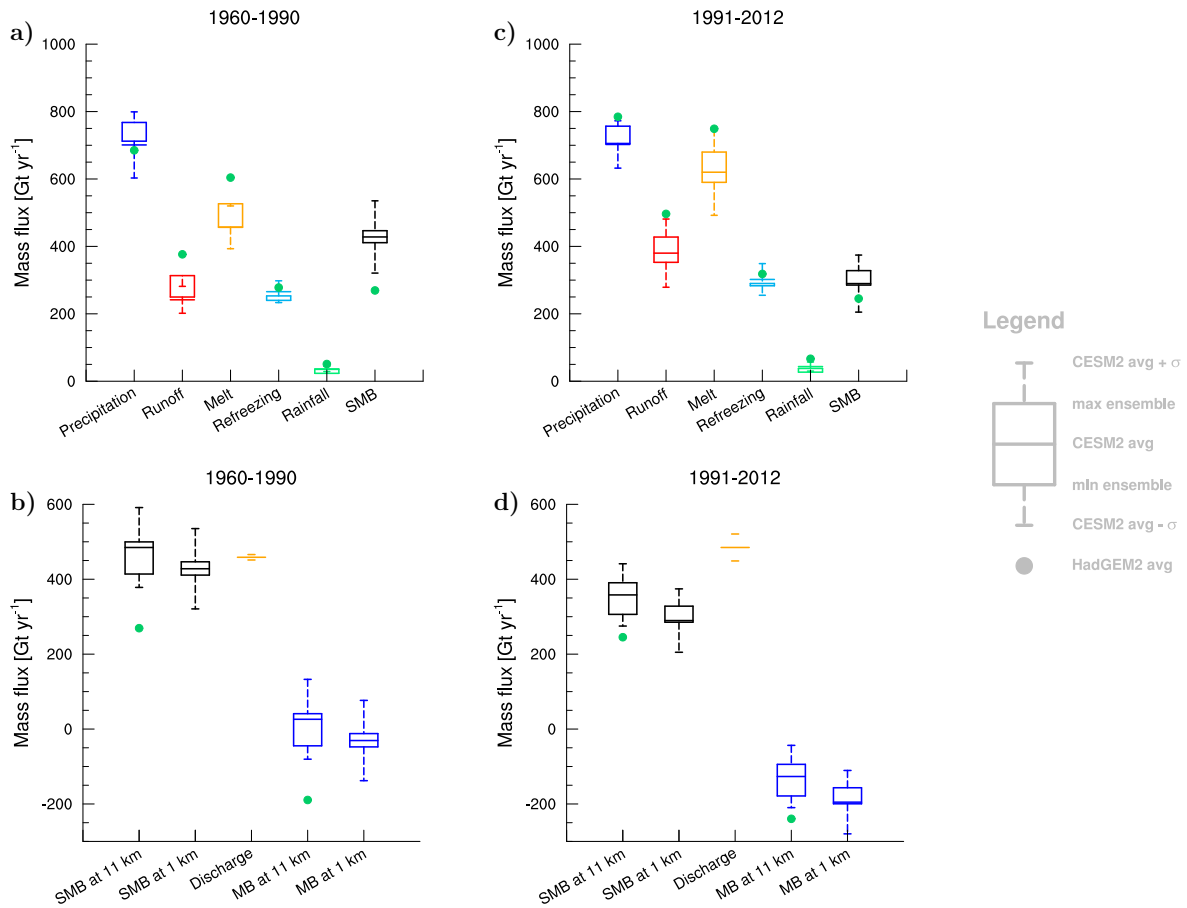 a)
1960-1990
Mass flux [Gt yr⁻¹]
1000
800
600
400
200
0
Precipitation
Runoff
Melt
Refreezing
Rainfall
SMB
c)
1991-2012
Mass flux [Gt yr⁻¹]
1000
800
600
400
200
0
Precipitation
Runoff
Melt
Refreezing
Rainfall
SMB
b)
1960-1990
Mass flux [Gt yr⁻¹]
600
400
200
0
-200
SMB at 11 km
SMB at 1 km
Discharge
MB at 11 km
MB at 1 km
d)
1991-2012
Mass flux [Gt yr⁻¹]
600
400
200
0
-200
SMB at 11 km
SMB at 1 km
Discharge
MB at 11 km
MB at 1 km
Legend
CESM2 avg + σ
max ensemble
CESM2 avg
mIn ensemble
CESM2 avg - σ
HadGEM2 avg